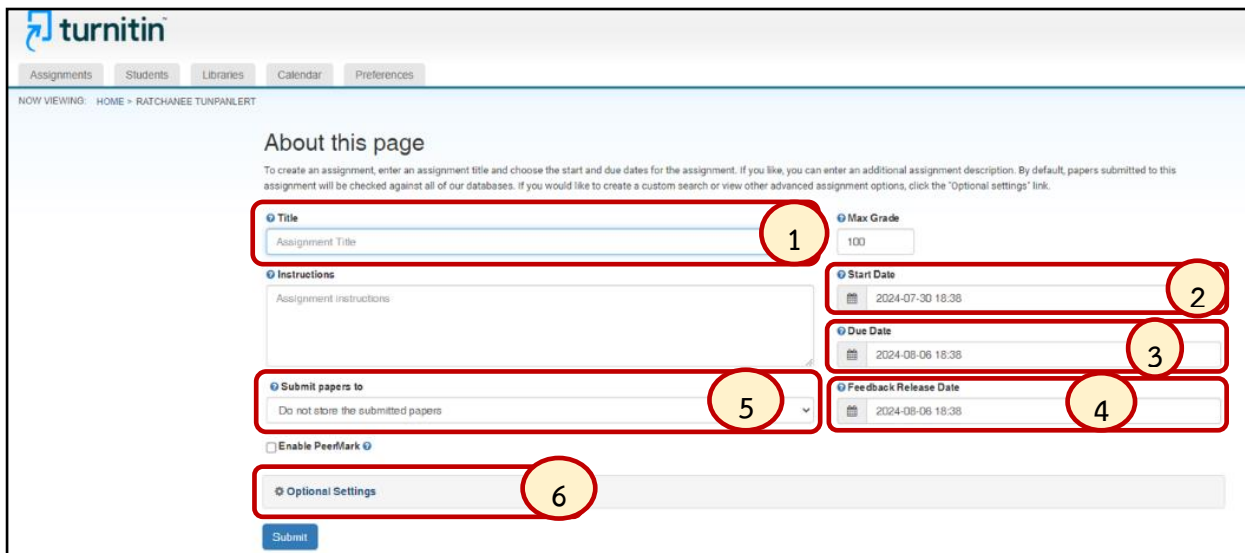 turnitin
Assignments Students Libraries Calendar Preferences
NOW VIEWING: HOME > RATCHANEE TUNPANLERT
About this page
To create an assignment, enter an assignment title and choose the start and due dates for the assignment. If you like, you can enter an additional assignment description. By default, papers submitted to this
assignment will be checked against all of our databases. If you would like to create a custom search or view other advanced assignment options, click the "Optional settings" link.
Title
Assignment Title
1
Max Grade
100
Instructions
Assignment instructions
Start Date
2024-07-30 18:38
2
Due Date
2024-08-06 18:38
3
Submit papers to
Do not store the submitted papers
5
Feedback Release Date
2024-08-06 18:38
4
Enable PeerMark
Optional Settings
6
Submit